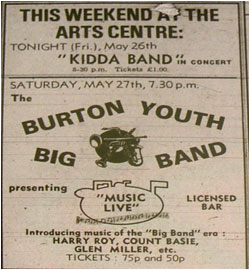 THIS WEEKEND AT THE
ARTS CENTRE:
TONIGHT (Fri.), May 26th
"KIDDA BAND" IN CONCERT
8-30 p.m. Tickets £1.00.
SATURDAY, MAY 27th, 7.30 p.m.
The
BURTON YOUTH
BIG BAND
presenting
"MUSIC
LIVE"
LICENSED
BAR
Introducing music of the "Big Band" era :
HARRY ROY, COUNT BASIE,
GLEN MILLER, etc.
TICKETS : 75p and 50p